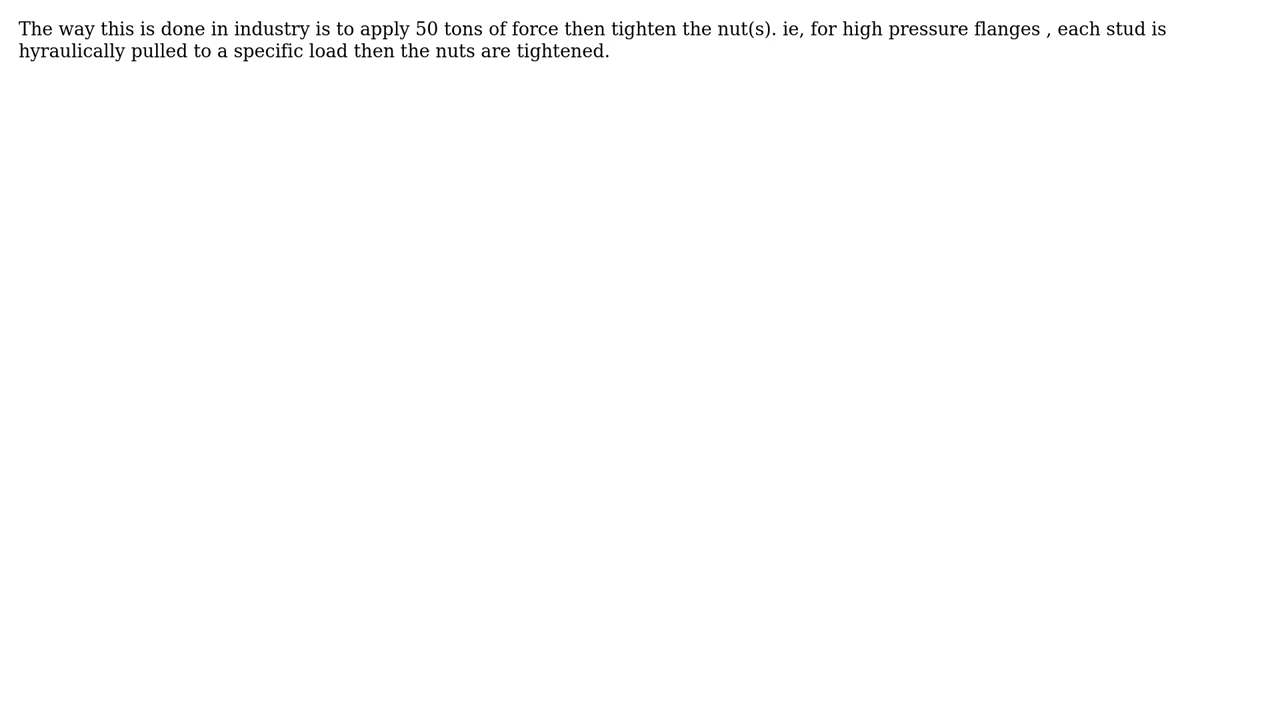 The way this is done in industry is to apply 50 tons of force then tighten the nut(s). ie, for high pressure flanges , each stud is
hyraulically pulled to a specific load then the nuts are tightened.